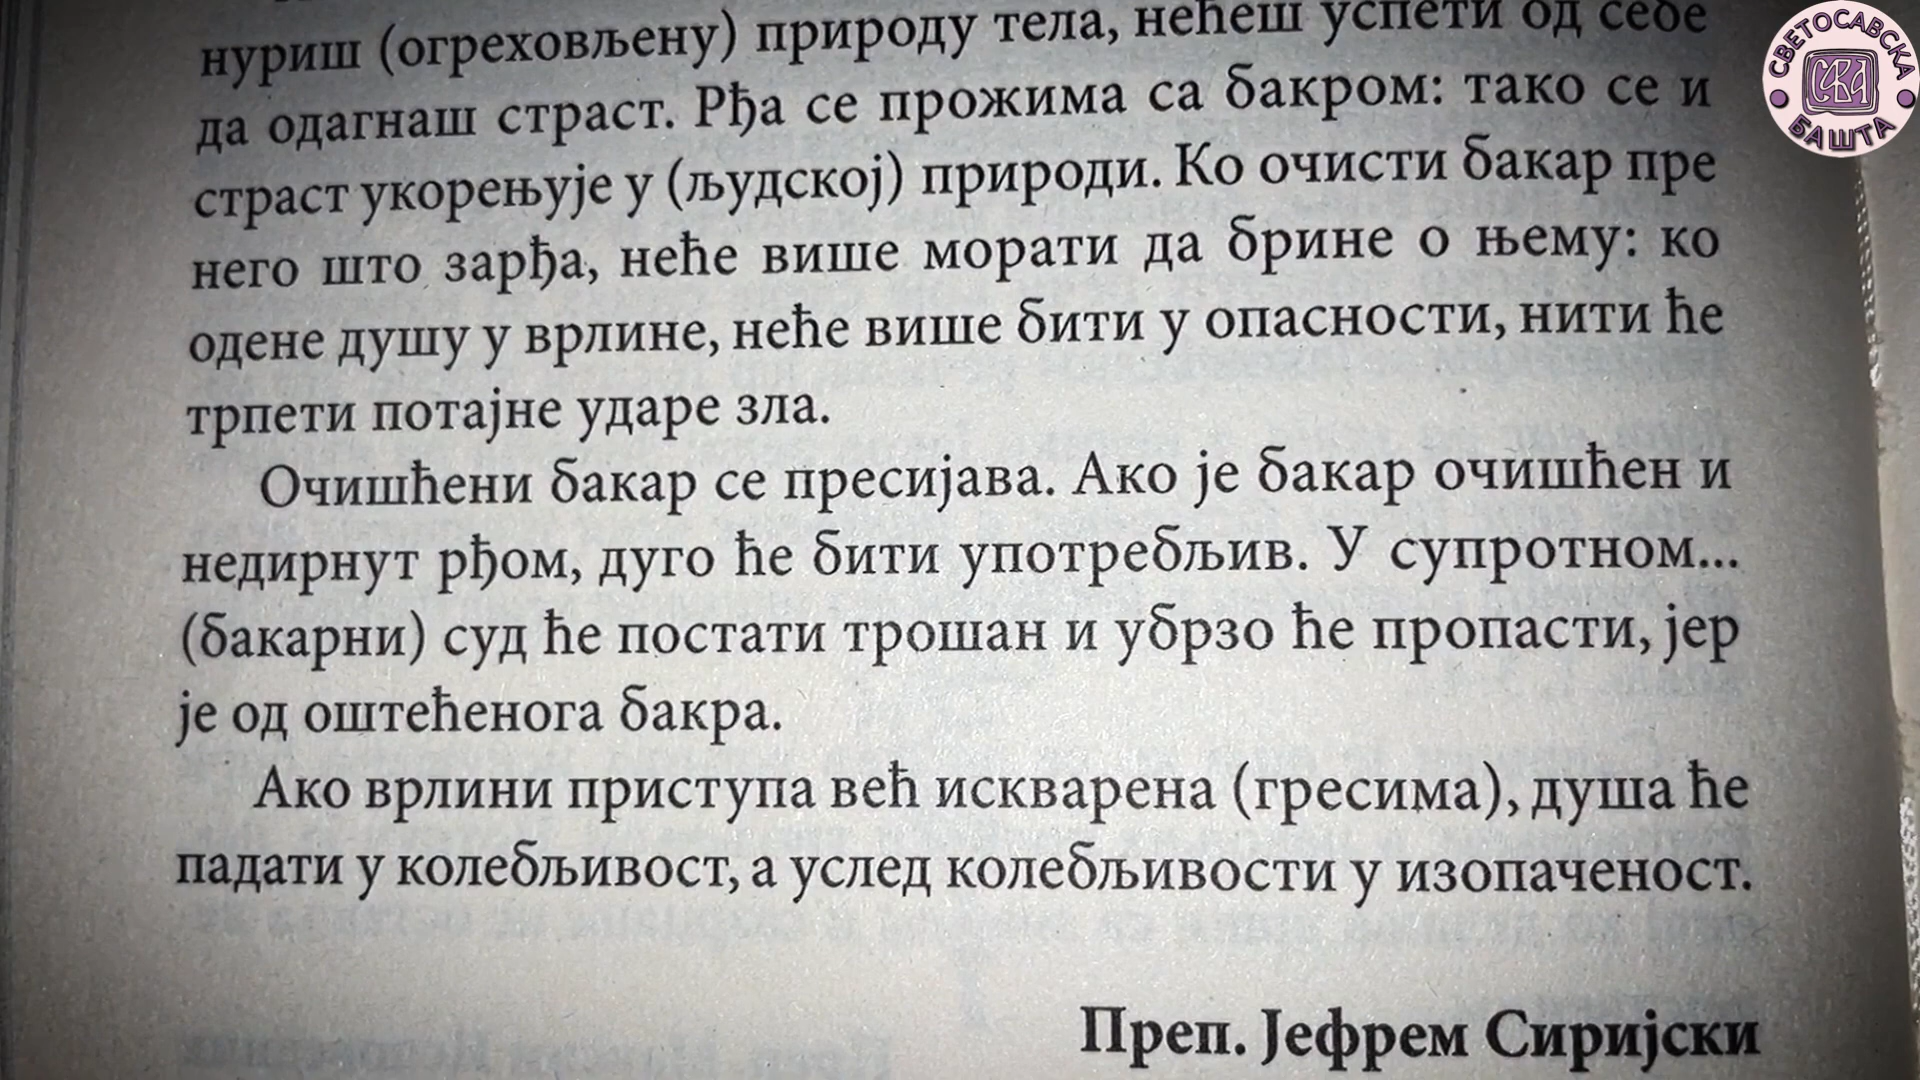 нуриш (огреховљену) природу тела, нећеш успети од себе
да одагнаш страст. Рђа се прожима са бакром: тако се и
страст укорењује у (људској) природи. Ко очисти бакар пре
него што зарђа, неће више морати да брине о њему: ко
одене душу у врлине, неће више бити у опасности, нити ће
трпети потајне ударе зла.
Очишћени бакар се пресијава. Ако је бакар очишћен и
недирнут рђом, дуго ће бити употребљив. У супротном...
(бакарни) суд ће постати трошан и убрзо ће пропасти, јер
је од оштећенога бакра.
Ако врлини приступа већ искварена (гресима), душа ће
падати у колебљивост, а услед колебљивости у изопаченост.
Преп. Јефрем Сиријски
СВЕТОСАВСКА
БАШТА